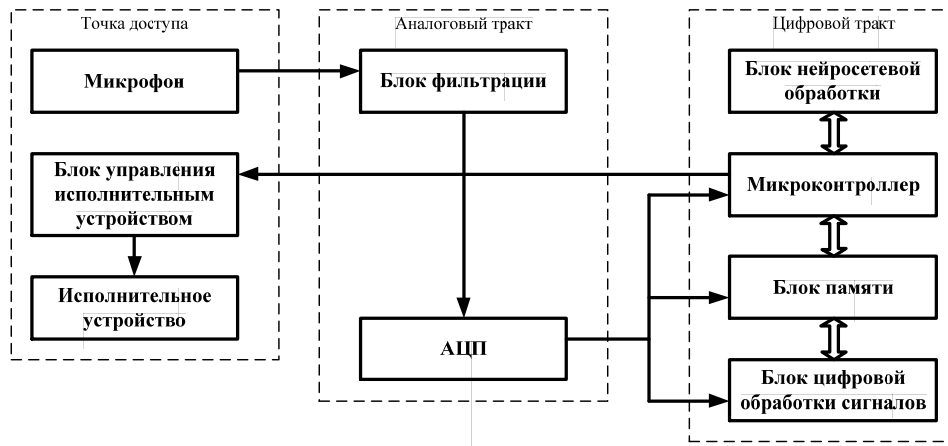 Точка доступа
Микрофон
Блок управления
исполнительным
устройством
Исполнительное
устройство
Аналоговый тракт
Блок фильтрации
АЦП
Цифровой тракт
Блок нейросетевой
обработки
Микроконтроллер
Блок памяти
Блок цифровой
обработки сигналов